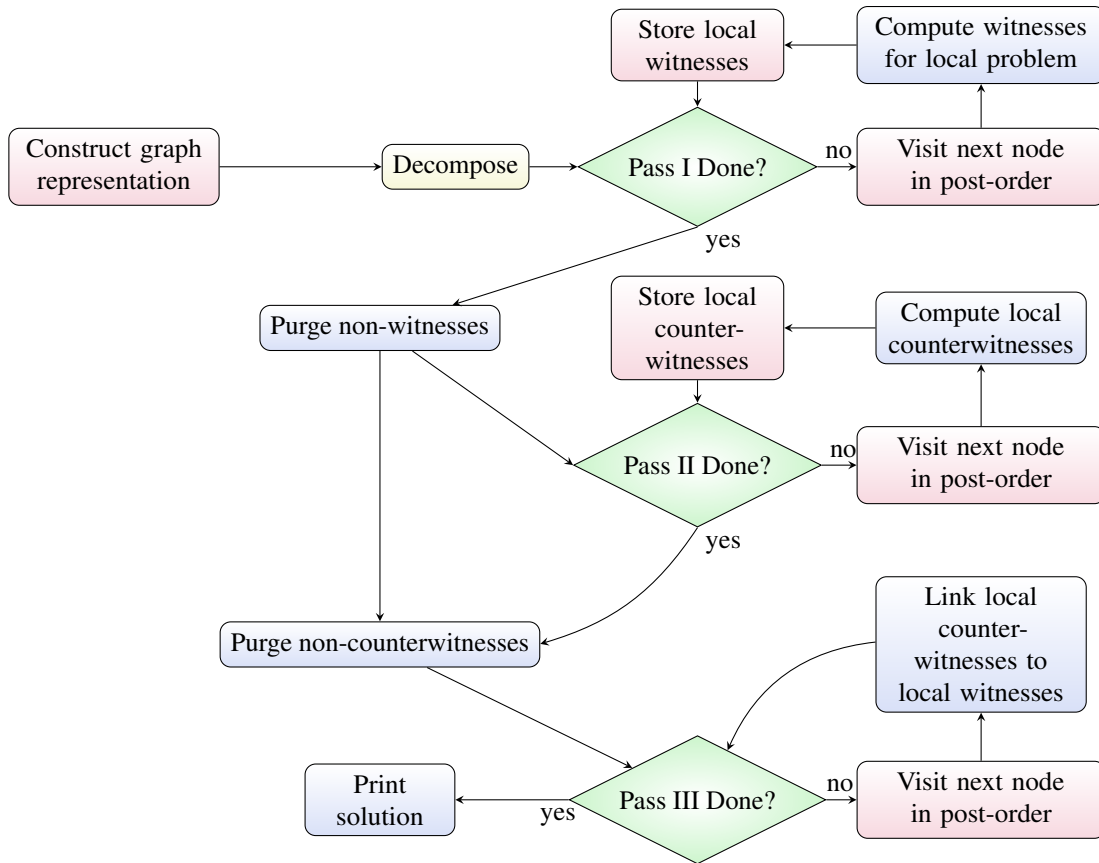 Store local
witnesses
Compute witnesses
for local problem
Construct graph
representation
Decompose
Pass I Done?
no
Visit next node
in post-order
yes
Purge non-witnesses
Store local
counter-
witnesses
Compute local
counterwitnesses
Pass II Done?
no
Visit next node
in post-order
yes
Purge non-counterwitnesses
Link local
counter-
witnesses to
local witnesses
Print
solution
yes
Pass III Done?
no
Visit next node
in post-order